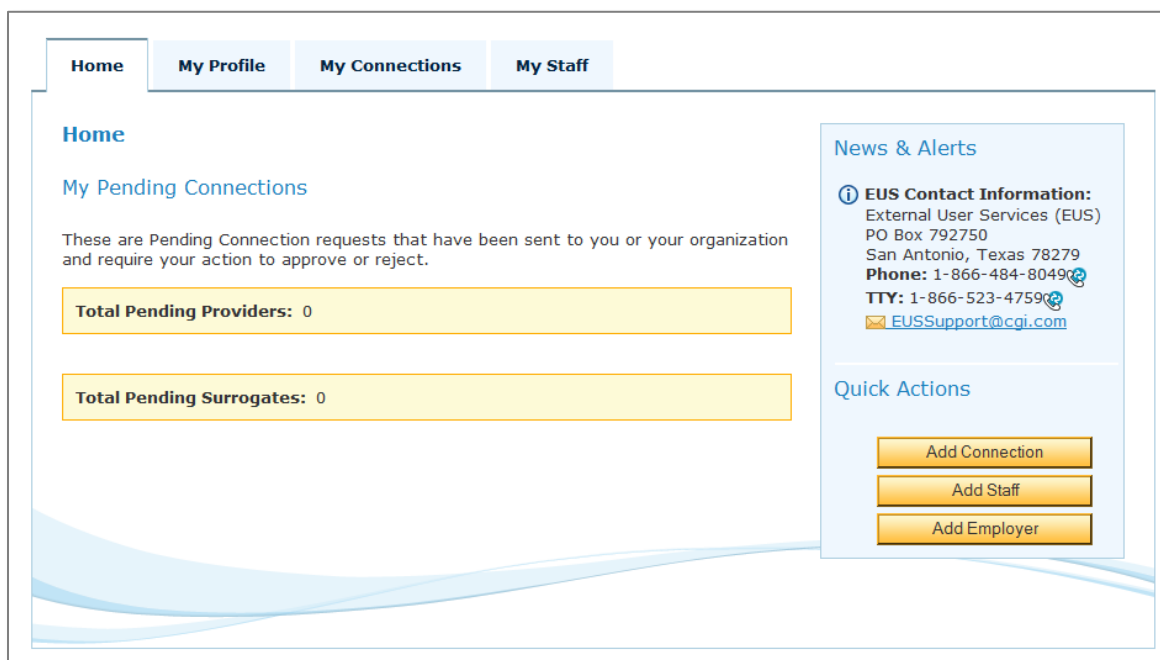 Home My Profile My Connections My Staff
Home
My Pending Connections
These are Pending Connection requests that have been sent to you or your organization
and require your action to approve or reject.
Total Pending Providers: 0
Total Pending Surrogates: 0
News & Alerts
EUS Contact Information:
External User Services (EUS)
PO Box 792750
San Antonio, Texas 78279
Phone: 1-866-484-8049
TTY: 1-866-523-4759
EUSSupport@cgi.com
Quick Actions
Add Connection
Add Staff
Add Employer